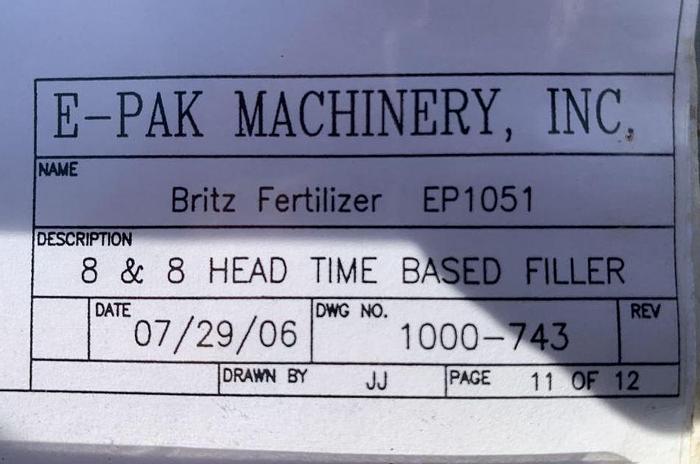 E-PAK MACHINERY, INC.
NAME
Britz Fertilizer EP1051
DESCRIPTION
8 & 8 HEAD TIME BASED FILLER
DATE DWG NO. REV
07/29/06 1000-743
DRAWN BY JJ PAGE 11 OF 12